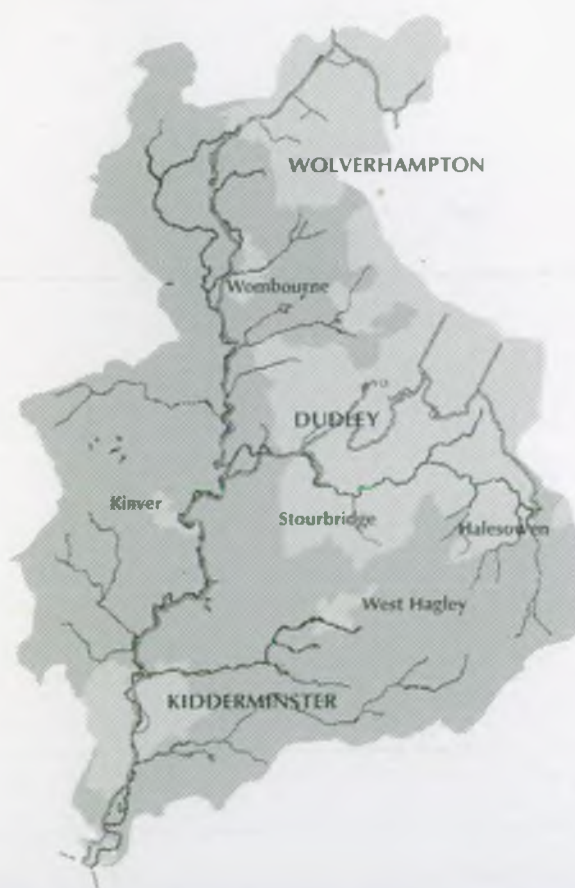 WOLVERHAMPTON
Wombourne
DUDLEY
Kinver
Stourbridge
Halesowen
West Hagley
KIDDERMINSTER